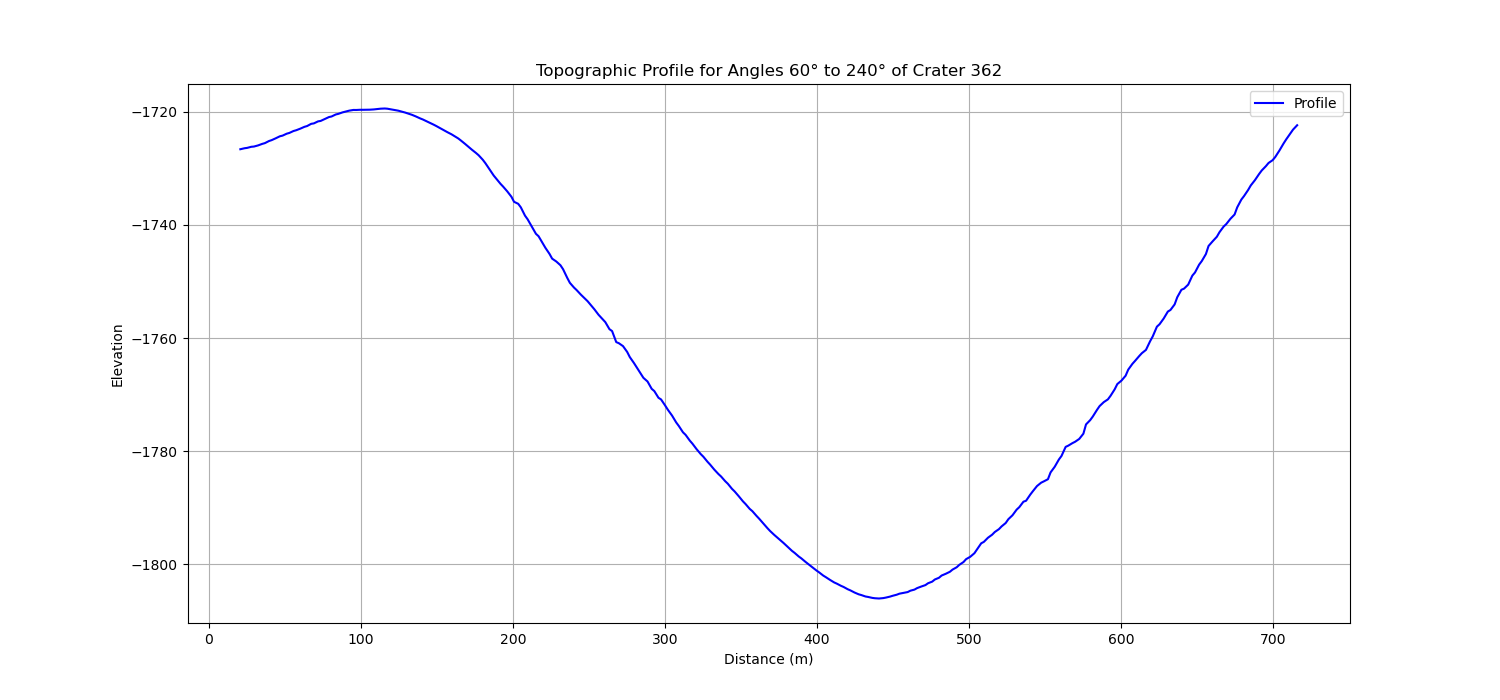 Topographic Profile for Angles 60° to 240° of Crater 362
Profile
−1720
−1740
−1760
−1780
−1800
Elevation
0 100 200 300 400 500 600 700
Distance (m)